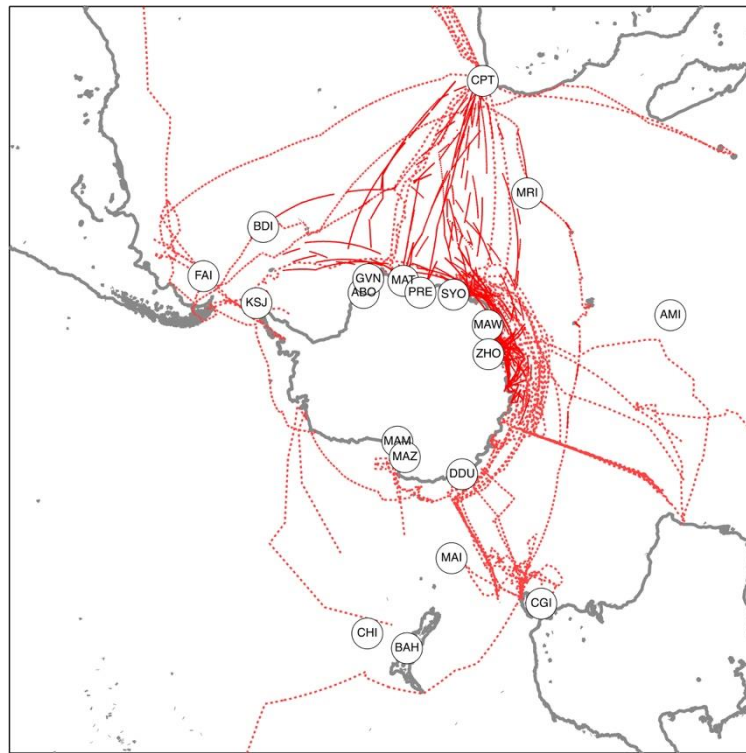 CPT
MRI
BDI
FAI
GVN
MAT
KSJ
ABO
PRE
SYO
AMI
MAW
ZHO
MAM
MAZ
DDU
MAI
CGI
CHI
BAH